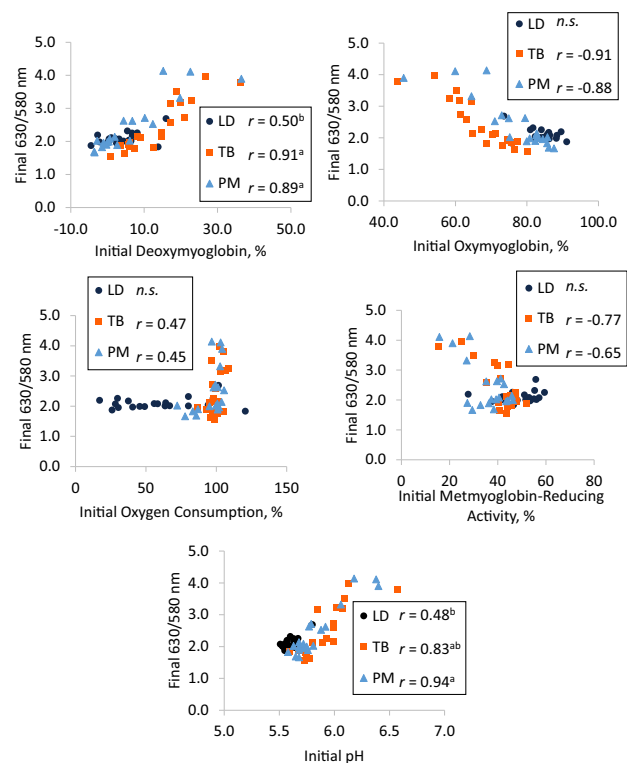 5.0
4.0
3.0
2.0
1.0
0.0
Final 630/580 nm
LD r = 0.50b
TB r = 0.91a
PM r = 0.89a
-10.0 10.0 30.0 50.0
Initial Deoxymyoglobin, %
5.0
4.0
3.0
2.0
1.0
0.0
Final 630/580 nm
LD n.s.
TB r = -0.91
PM r = -0.88
40.0 60.0 80.0 100.0
Initial Oxymyoglobin, %
5.0
4.0
3.0
2.0
1.0
0.0
Final 630/580 nm
LD n.s.
TB r = 0.47
PM r = 0.45
0 50 100 150
Initial Oxygen Consumption, %
5.0
4.0
3.0
2.0
1.0
0.0
Final 630/580 nm
LD n.s.
TB r = -0.77
PM r = -0.65
0 20 40 60 80
Initial Metmyoglobin-Reducing
Activity, %
5.0
4.0
3.0
2.0
1.0
0.0
Final 630/580 nm
LD r = 0.48b
TB r = 0.83ab
PM r = 0.94a
5.0 5.5 6.0 6.5 7.0
Initial pH